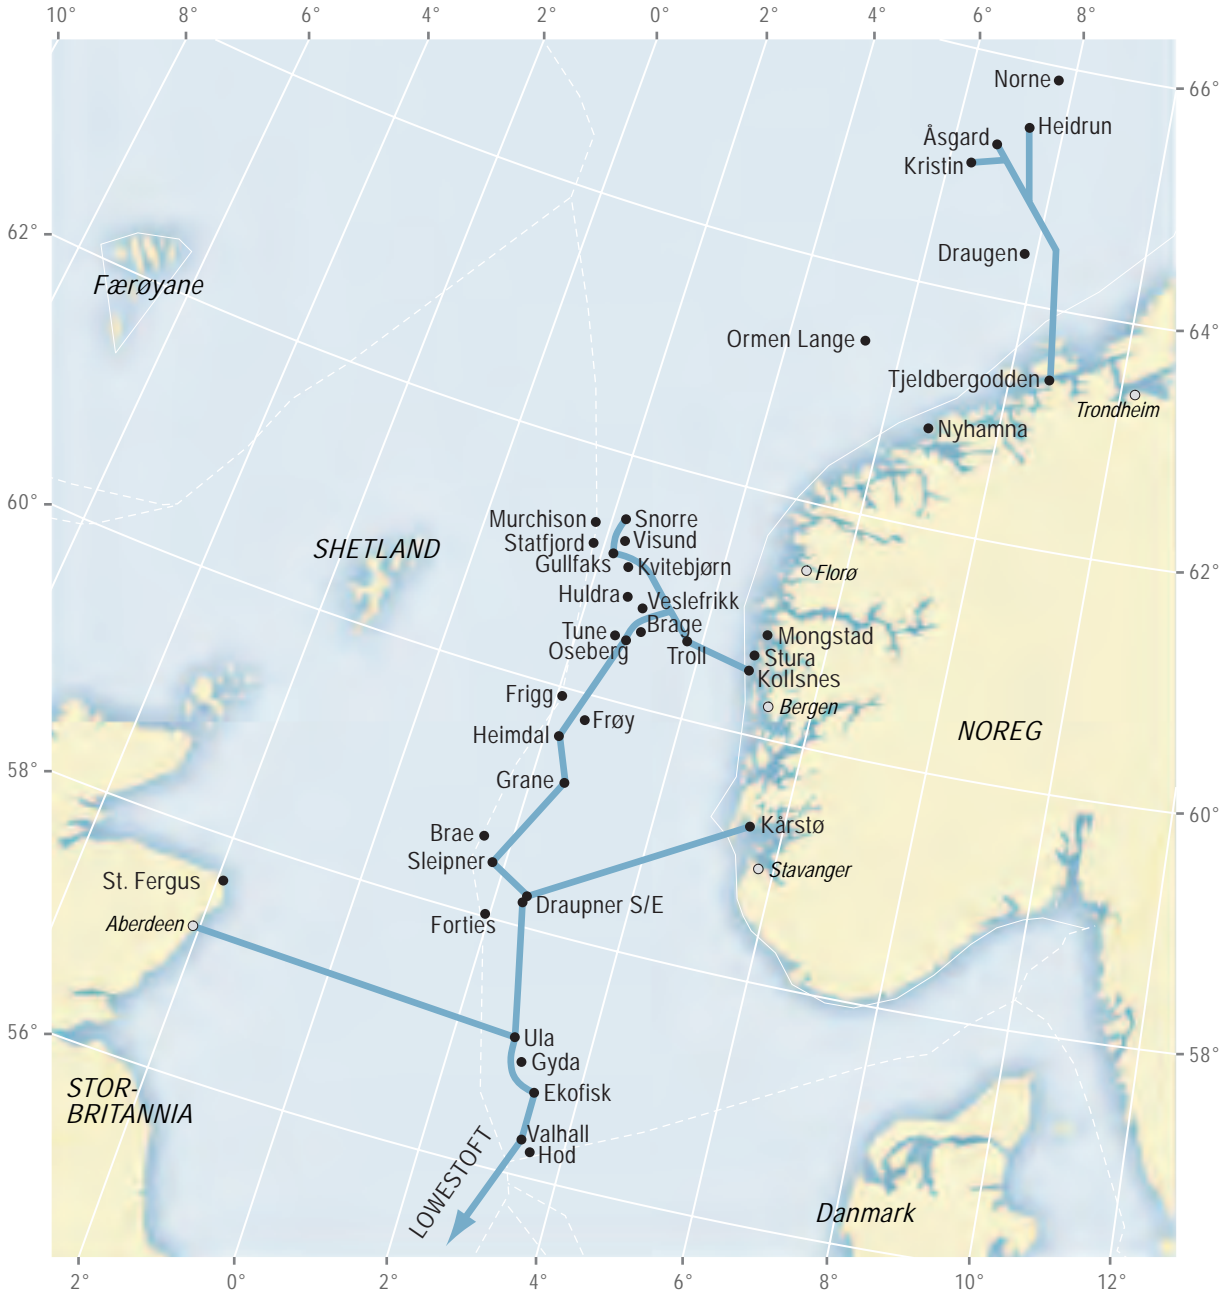 10° 8° 6° 4° 2° 0° 2° 4° 6° 8°
Norne
66°
Heidrun
Åsgard
Kristin
62°
Draugen
Færøyane
64°
Ormen Lange
Tjeldbergodden
Trondheim
Nyhamna
60°
Murchison
Snorre
Statfjord
Visund
SHETLAND
Gullfaks
Kvitebjørn
62°
Florø
Huldra
Veslefrikk
Brage
Tune
Mongstad
Oseberg
Troll
Stura
Kollsnes
Frigg
Bergen
Frøy
Heimdal
NOREG
58°
Grane
60°
Brae
Kårstø
Sleipner
Stavanger
St. Fergus
Draupner S/E
Aberdeen
Forties
56°
Ula
58°
Gyda
STOR-
BRITANNIA
Ekofisk
Valhall
Hod
LOWESTOFT
Danmark
2° 0° 2° 4° 6° 8° 10° 12°